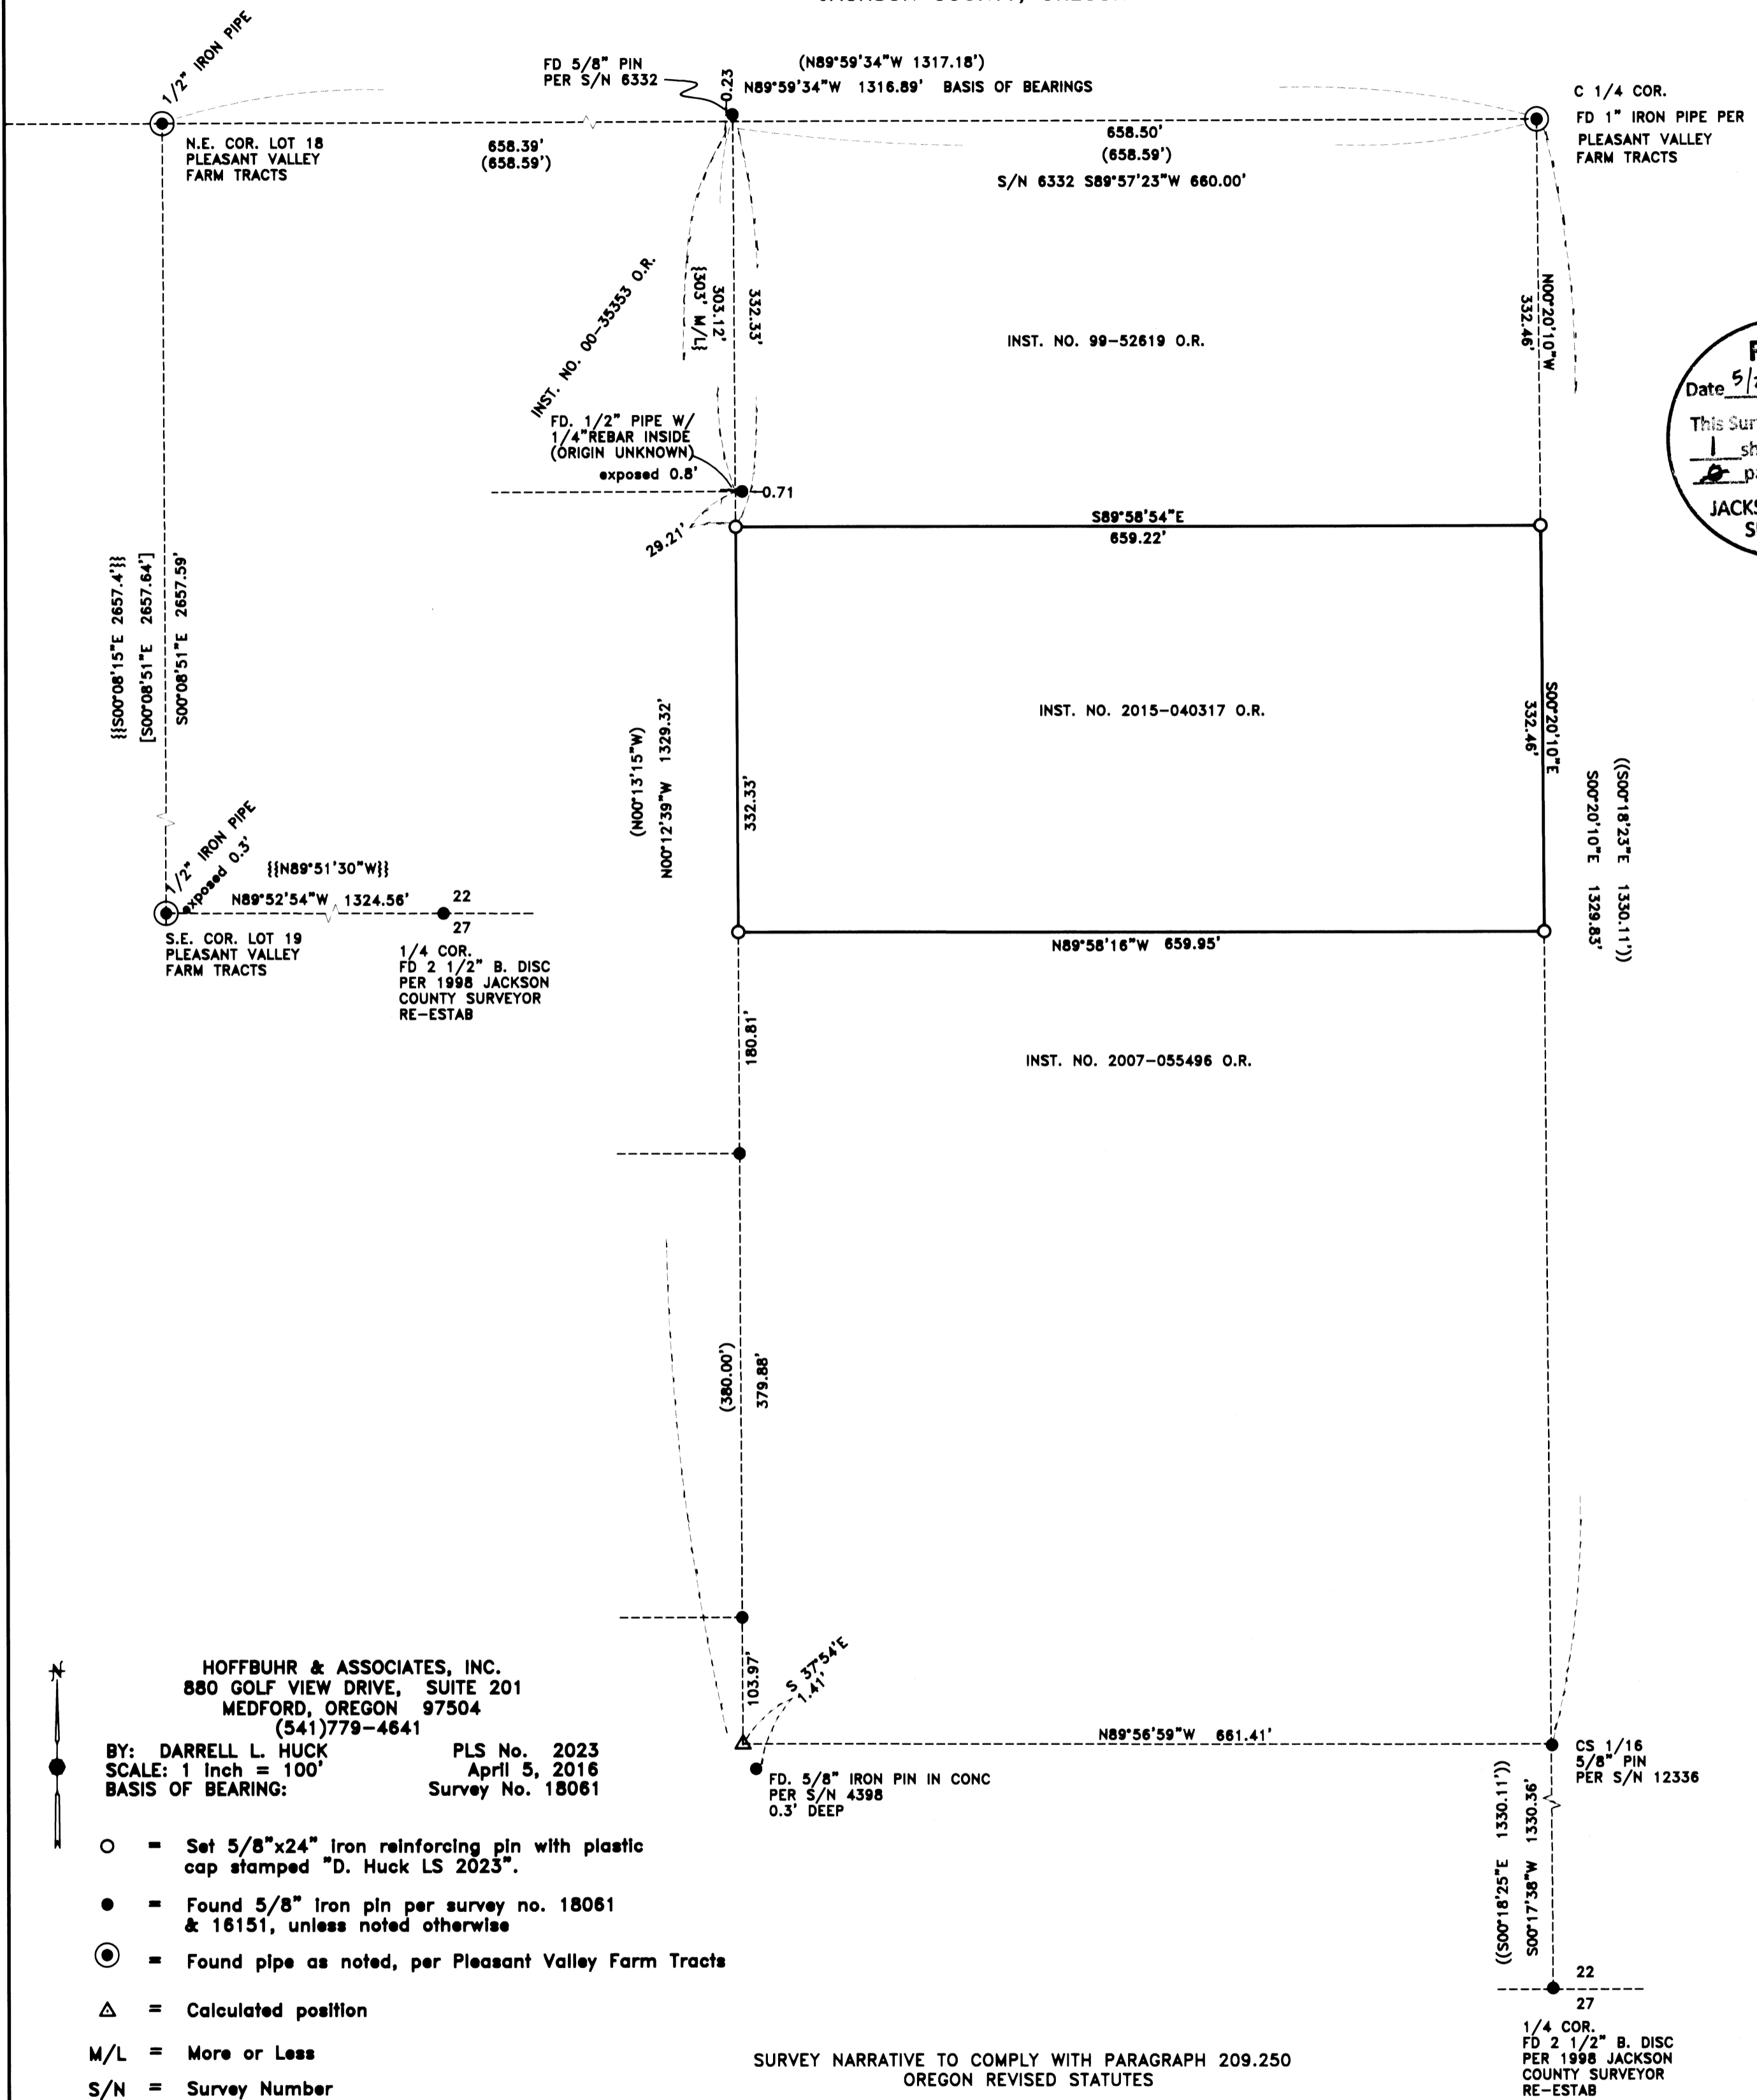 1/2" IRON PIPE
FD 5/8" PIN
PER S/N 6332
0.23
(N89°59'34"W 1317.18')
N89°59'34"W 1316.89' BASIS OF BEARINGS
C 1/4 COR.
FD 1" IRON PIPE PER
PLEASANT VALLEY
FARM TRACTS
N.E. COR. LOT 18
PLEASANT VALLEY
FARM TRACTS
658.39'
(658.59')
658.50'
(658.59')
S/N 6332 S89°57'23"W 660.00'
INST. NO. 00-35353 O.R.
{303' M/L}
303.12'
332.33'
INST. NO. 99-52619 O.R.
N00°20'10"W
332.46'
Date 5/
This Sur
1 sh
JACKS
FD. 1/2" PIPE W/
1/4"REBAR INSIDE
(ORIGIN UNKNOWN)
exposed 0.8'
0.71
29.21'
S89°58'54"E
659.22'
{{S00°08'15"E 2657.4'}}
[S00°08'51"E 2657.64']
S00°08'51"E 2657.59'
(N00°13'15"W)
N00°12'39"W 1329.32'
332.33'
INST. NO. 2015-040317 O.R.
S00°20'10"E
332.46'
S00°20'10"E 1329.83'
((S00°18'23"E 1330.11'))
1/2" IRON PIPE
exposed 0.3'
{{N89°51'30"W}}
N89°52'54"W 1324.56'
22
27
S.E. COR. LOT 19
PLEASANT VALLEY
FARM TRACTS
1/4 COR.
FD 2 1/2" B. DISC
PER 1998 JACKSON
COUNTY SURVEYOR
RE-ESTAB
N89°58'16"W 659.95'
180.81'
INST. NO. 2007-055496 O.R.
(380.00')
379.88'
103.97'
S 37°54'E
1.41'
N89°56'59"W 661.41'
FD. 5/8" IRON PIN IN CONC
PER S/N 4398
0.3' DEEP
CS 1/16
5/8" PIN
PER S/N 12336
((S00°18'25"E 1330.11'))
S00°17'38"W 1330.36'
22
27
1/4 COR.
FD 2 1/2" B. DISC
PER 1998 JACKSON
COUNTY SURVEYOR
RE-ESTAB
N
HOFFBUHR & ASSOCIATES, INC.
880 GOLF VIEW DRIVE, SUITE 201
MEDFORD, OREGON 97504
(541)779-4641
BY: DARRELL L. HUCK PLS No. 2023
SCALE: 1 inch = 100' April 5, 2016
BASIS OF BEARING: Survey No. 18061
= Set 5/8"x24" iron reinforcing pin with plastic
cap stamped "D. Huck LS 2023".
= Found 5/8" iron pin per survey no. 18061
& 16151, unless noted otherwise
= Found pipe as noted, per Pleasant Valley Farm Tracts
= Calculated position
M/L = More or Less
S/N = Survey Number
SURVEY NARRATIVE TO COMPLY WITH PARAGRAPH 209.250
OREGON REVISED STATUTES